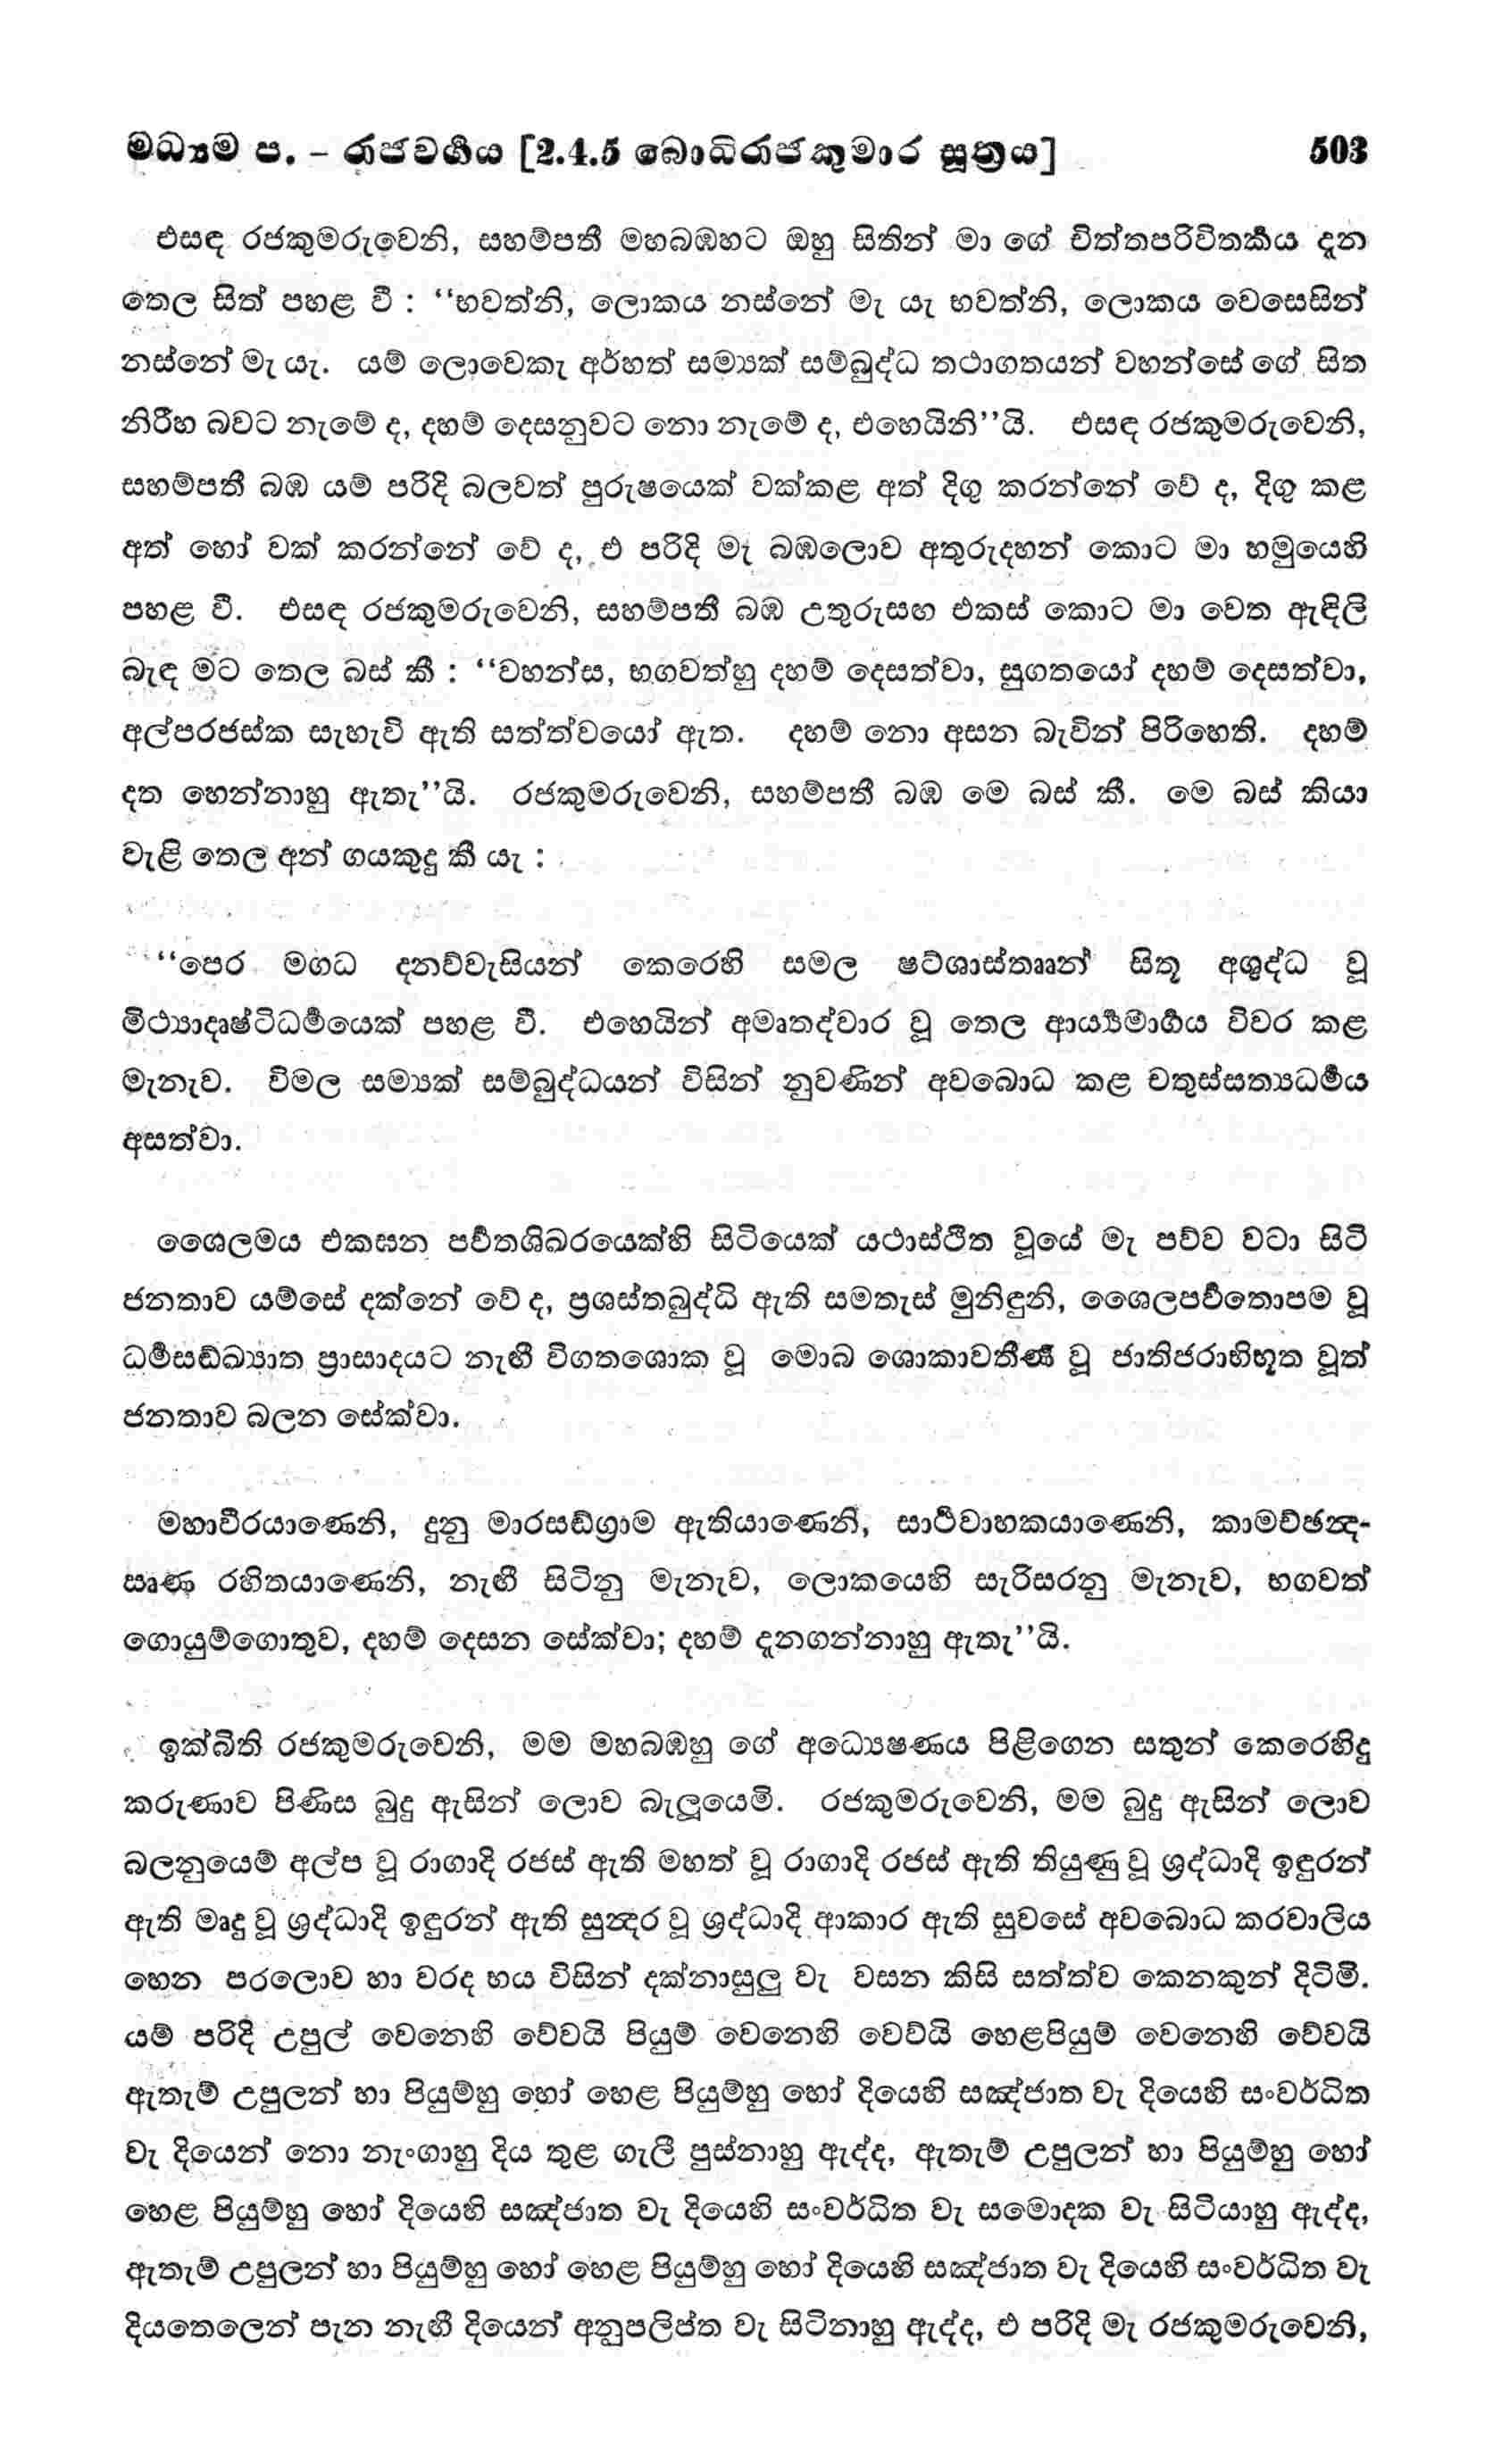 මධ්‍යම ප. – රාජවර්‍ගය [2.4.5 බොධිරාජකුමාර සූත්‍රය] 503
එසඳ රජකුමරුවෙනි, සහම්පතී මහබඹහට ඔහු සිතින් මා ගේ චිත්තපරිවිතර්‍කය දැන
තෙල සිත් පහළ වී : “භවත්නි, ලොකය නස්නේ මැ යැ භවත්නි, ලොකය වෙසෙසින්
නස්නේ මැ යැ. යම් ලොවෙකැ අර්හත් සම්‍යක් සම්බුද්ධ තථාගතයන් වහන්සේ ගේ සිත
නිරීහ බවට නැමේ ද, දහම් දෙසනුවට නො නැමේ ද, එහෙයිනි”යි. එසඳ රජකුමරුවෙනි,
සහම්පතී බඹ යම් පරිදි බලවත් පුරුෂයෙක් වක්කළ අත් දිගු කරන්නේ වේ ද, දිගු කළ
අත් හෝ වක් කරන්නේ වේ ද, එ පරිදි මැ බඹලොව අතුරුදහන් කොට මා හමුයෙහි
පහළ වී. එසඳ රජකුමරුවෙනි, සහම්පතී බඹ උතුරුසඟ එකස් කොට මා වෙත ඇඳිලි
බැඳ මට තෙල බස් කී : “වහන්ස, භගවත්හු දහම් දෙසත්වා, සුගතයෝ දහම් දෙසත්වා,
අල්පරජස්ක සැහැවි ඇති සත්ත්වයෝ ඇත. දහම් නො අසන බැවින් පිරිහෙති. දහම්
දත හෙන්නාහු ඇතැ”යි. රජකුමරුවෙනි, සහම්පතී බඹ මෙ බස් කී. මෙ බස් කියා
වැළි තෙල අන් ගයකුදු කී යැ :
“පෙර මගධ දනව්වැසියන් කෙරෙහි සමල ෂට්ශාස්තෲන් සිතූ අශුද්ධ වූ
මිථ්‍යාදෘෂ්ටිධර්‍මයෙක් පහළ වී. එහෙයින් අමෘතද්වාර වූ තෙල ආර්‍ය්‍යමාර්‍ගය විවර කළ
මැනැව. විමල සම්‍යක් සම්බුද්ධයන් විසින් නුවණින් අවබොධ කළ චතුස්සත්‍යධර්‍මය
අසත්වා.
ශෛලමය එකඝන පර්‍වතශිඛරයෙක්හි සිටියෙක් යථාස්ථිත වූයේ මැ පව්ව වටා සිටි
ජනතාව යම්සේ දක්නේ වේ ද, ප්‍රශස්තබුද්ධි ඇති සමතැස් මුනිඳුනි, ශෛලපර්‍වතොපම වූ
ධර්‍මසඞ්ඛ්‍යාත ප්‍රාසාදයට නැඟී විගතශොක වූ මොබ ශොකාවතීර්‍ණ වූ ජාතිජරාභිභූත වූත්
ජනතාව බලන සේක්වා.
මහාවීරයාණෙනි, දුනු මාරසඞ්ග්‍රාම ඇතියාණෙනි, සාර්‍ථවාහකයාණෙනි, කාමච්ඡන්‍ද-
ඍණ රහිතයාණෙනි, නැඟී සිටිනු මැනැව, ලොකයෙහි සැරිසරනු මැනැව, භගවත්
ගොයුම්ගොතුව, දහම් දෙසන සේක්වා; දහම් දැනගන්නාහු ඇතැ”යි.
ඉක්බිති රජකුමරුවෙනි, මම මහබඹහු ගේ අධ්‍යෙෂණය පිළිගෙන සතුන් කෙරෙහිදු
කරුණාව පිණිස බුදු ඇසින් ලොව බැලූයෙමි. රජකුමරුවෙනි, මම බුදු ඇසින් ලොව
බලනුයෙම් අල්ප වූ රාගාදි රජස් ඇති මහත් වූ රාගාදි රජස් ඇති තියුණු වූ ශ්‍රද්ධාදි ඉඳුරන්
ඇති මෘදු වූ ශ්‍රද්ධාදි ඉඳුරන් ඇති සුන්‍දර වූ ශ්‍රද්ධාදි ආකාර ඇති සුවසේ අවබොධ කරවාලිය
හෙන පරලොව හා වරද භය විසින් දක්නාසුලු වැ වසන කිසි සත්ත්ව කෙනකුන් දිටිමි.
යම් පරිදි උපුල් වෙනෙහි වේවයි පියුම් වෙනෙහි වෙව්යි හෙළපියුම් වෙනෙහි වේවයි
ඇතැම් උපුලන් හා පියුම්හු හෝ හෙළ පියුම්හු හෝ දියෙහි සඤ්ජාත වැ දියෙහි සංවර්ධිත
වැ දියෙන් නො නැංගාහු දිය තුළ ගැලී පුස්නාහු ඇද්ද, ඇතැම් උපුලන් හා පියුම්හු හෝ
හෙළ පියුම්හු හෝ දියෙහි සඤ්ජාත වැ දියෙහි සංවර්ධිත වැ සමොදක වැ සිටියාහු ඇද්ද,
ඇතැම් උපුලන් හා පියුම්හු හෝ හෙළ පියුම්හු හෝ දියෙහි සඤ්ජාත වැ දියෙහි සංවර්ධිත වැ
දියතෙලෙන් පැන නැඟී දියෙන් අනුපලිප්ත වැ සිටිනාහු ඇද්ද, එ පරිදි මැ රජකුමරුවෙනි,